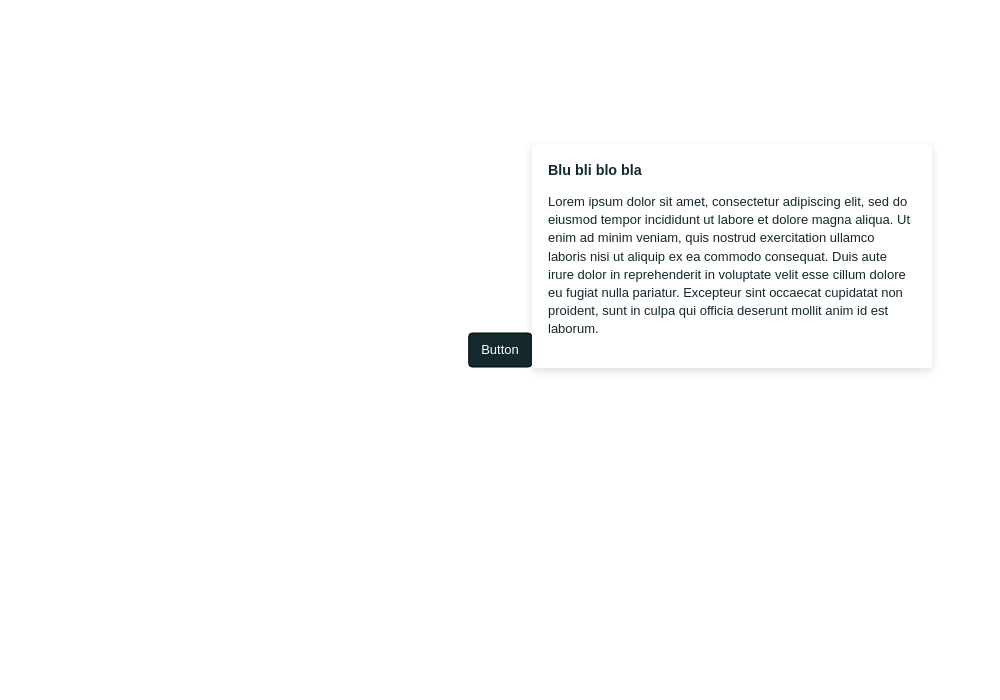 Blu bli blo bla
Lorem ipsum dolor sit amet, consectetur adipiscing elit, sed do
eiusmod tempor incididunt ut labore et dolore magna aliqua. Ut
enim ad minim veniam, quis nostrud exercitation ullamco
laboris nisi ut aliquip ex ea commodo consequat. Duis aute
irure dolor in reprehenderit in voluptate velit esse cillum dolore
eu fugiat nulla pariatur. Excepteur sint occaecat cupidatat non
proident, sunt in culpa qui officia deserunt mollit anim id est
laborum.
Button